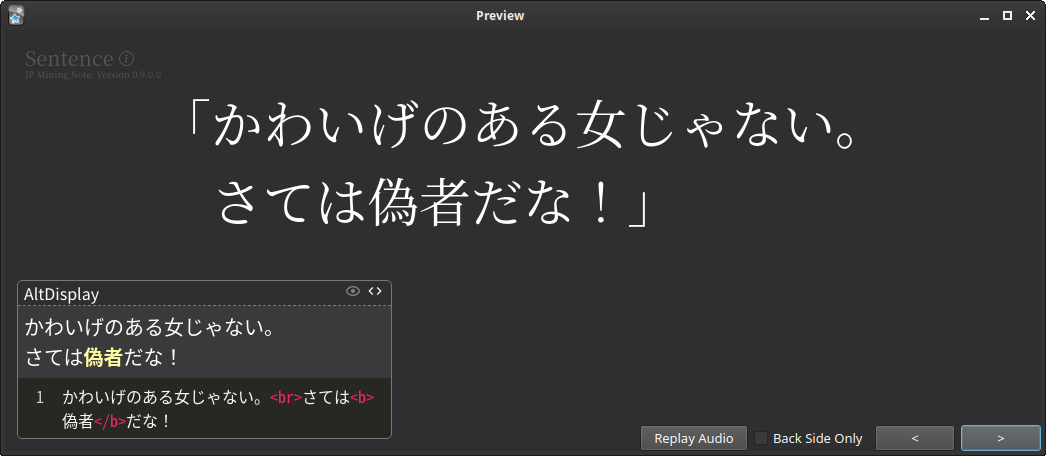 Preview
Sentence ⓘ
JP Mining Note: Version 0.9.0.0
「かわいげのある女じゃない。
さては偽者だな！」
AltDisplay
かわいげのある女じゃない。
さては偽者だな！
1 かわいげのある女じゃない。<br>さては<b>
偽者</b>だな！
Replay Audio
Back Side Only
<
>